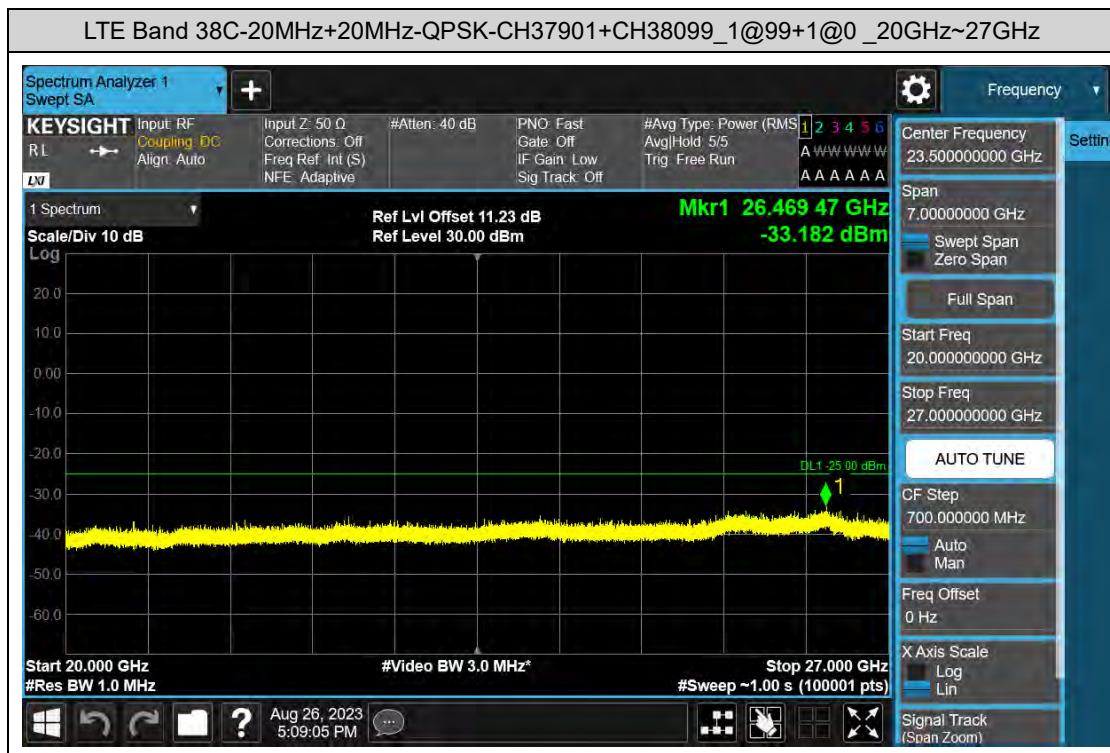 LTE Band 38C-20MHz+20MHz-QPSK-CH37901+CH38099_1@99+1@0 _20GHz~27GHz
Spectrum Analyzer 1
Swept SA
+
Frequency
KEYSIGHT
RL
LXI
Input: RF
Coupling: DC
Align: Auto
Input Z: 50 Ω
Corrections: Off
Freq Ref: Int (S)
NFE: Adaptive
#Atten: 40 dB
PNO: Fast
Gate: Off
IF Gain: Low
Sig Track: Off
#Avg Type: Power (RMS
Avg|Hold: 5/5
Trig: Free Run
1 2 3 4 5 6
A W W W W W
A A A A A A
Center Frequency
23.500000000 GHz
Settin
1 Spectrum
Scale/Div 10 dB
Ref Lvl Offset 11.23 dB
Ref Level 30.00 dBm
Mkr1 26.469 47 GHz
-33.182 dBm
Span
7.00000000 GHz
Swept Span
Zero Span
Full Span
Start Freq
20.000000000 GHz
Stop Freq
27.000000000 GHz
AUTO TUNE
CF Step
700.000000 MHz
Auto
Man
Freq Offset
0 Hz
X Axis Scale
Log
Lin
Signal Track
(Span Zoom)
Log
20.0
10.0
0.00
-10.0
-20.0
-30.0
-40.0
-50.0
-60.0
DL1 -25.00 dBm
1
Start 20.000 GHz
#Res BW 1.0 MHz
#Video BW 3.0 MHz*
Stop 27.000 GHz
#Sweep ~1.00 s (100001 pts)
?
Aug 26, 2023
5:09:05 PM